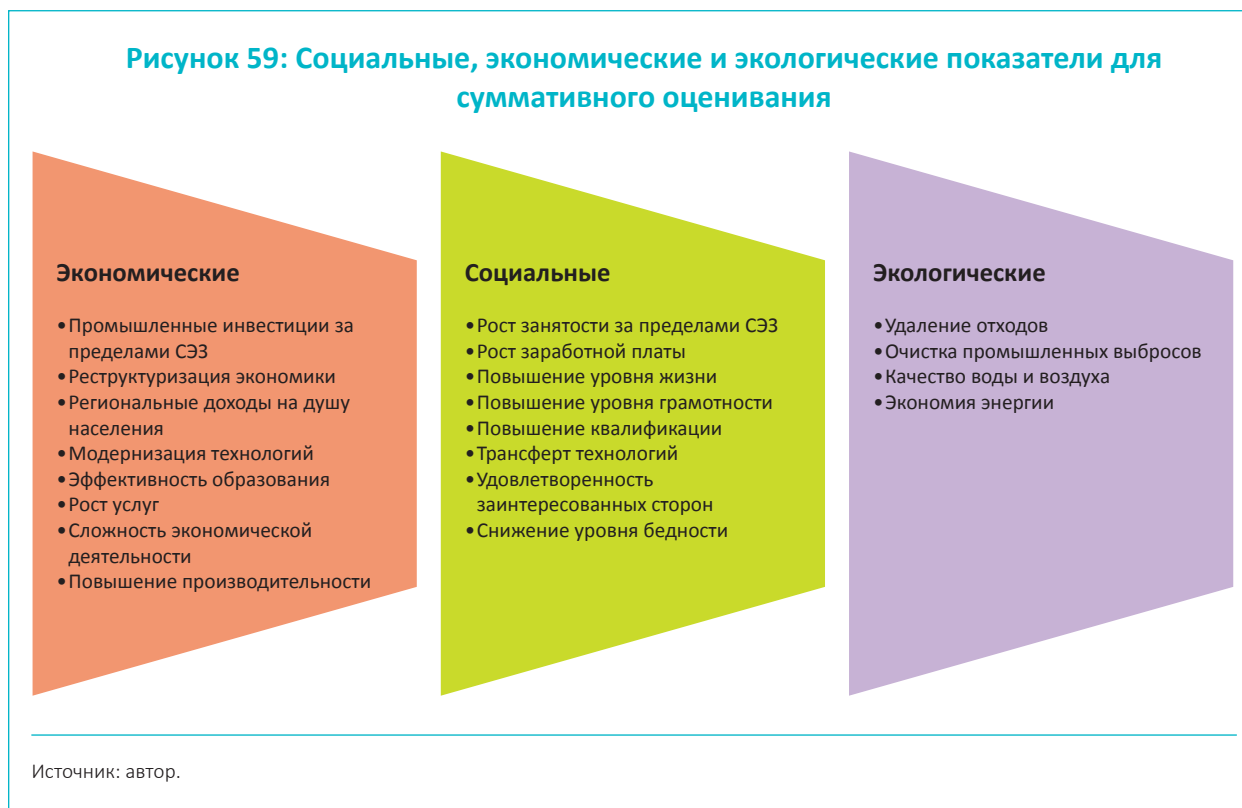 Рисунок 59: Социальные, экономические и экологические показатели для
суммативного оценивания
Экономические
•Промышленные инвестиции за
пределами СЭЗ
•Реструктуризация экономики
•Региональные доходы на душу
населения
•Модернизация технологий
•Эффективность образования
•Рост услуг
•Сложность экономической
деятельности
•Повышение производительности
Социальные
•Рост занятости за пределами СЭЗ
•Рост заработной платы
•Повышение уровня жизни
•Повышение уровня грамотности
•Повышение квалификации
•Трансферт технологий
•Удовлетворенность
заинтересованных сторон
•Снижение уровня бедности
Экологические
•Удаление отходов
•Очистка промышленных выбросов
•Качество воды и воздуха
•Экономия энергии
Источник: автор.